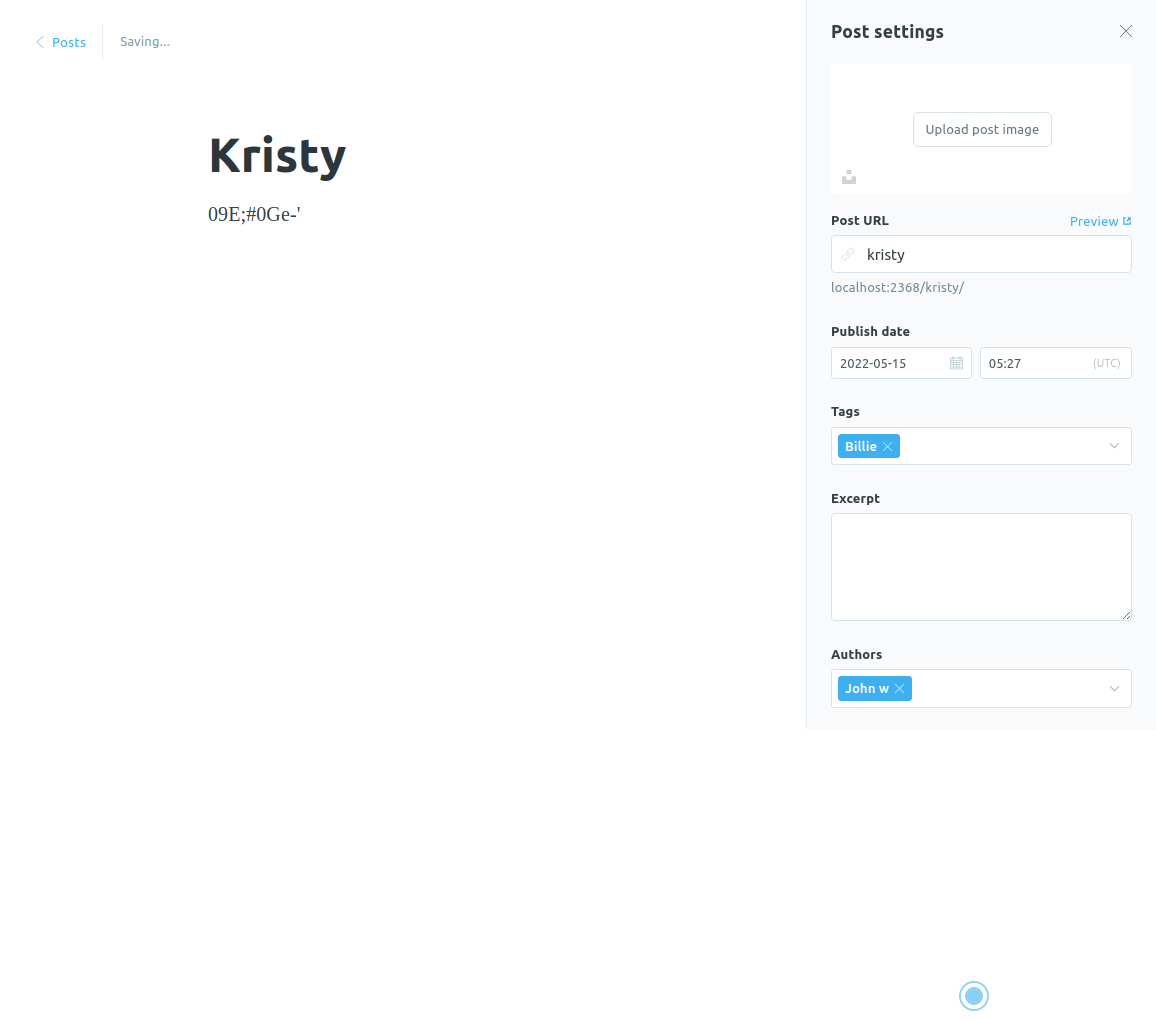 Posts
Saving...
Kristy
09E;#0Ge-'
Post settings
Upload post image
Post URL
Preview
kristy
localhost:2368/kristy/
Publish date
2022-05-15
05:27
(UTC)
Tags
Billie
Excerpt
Authors
John w